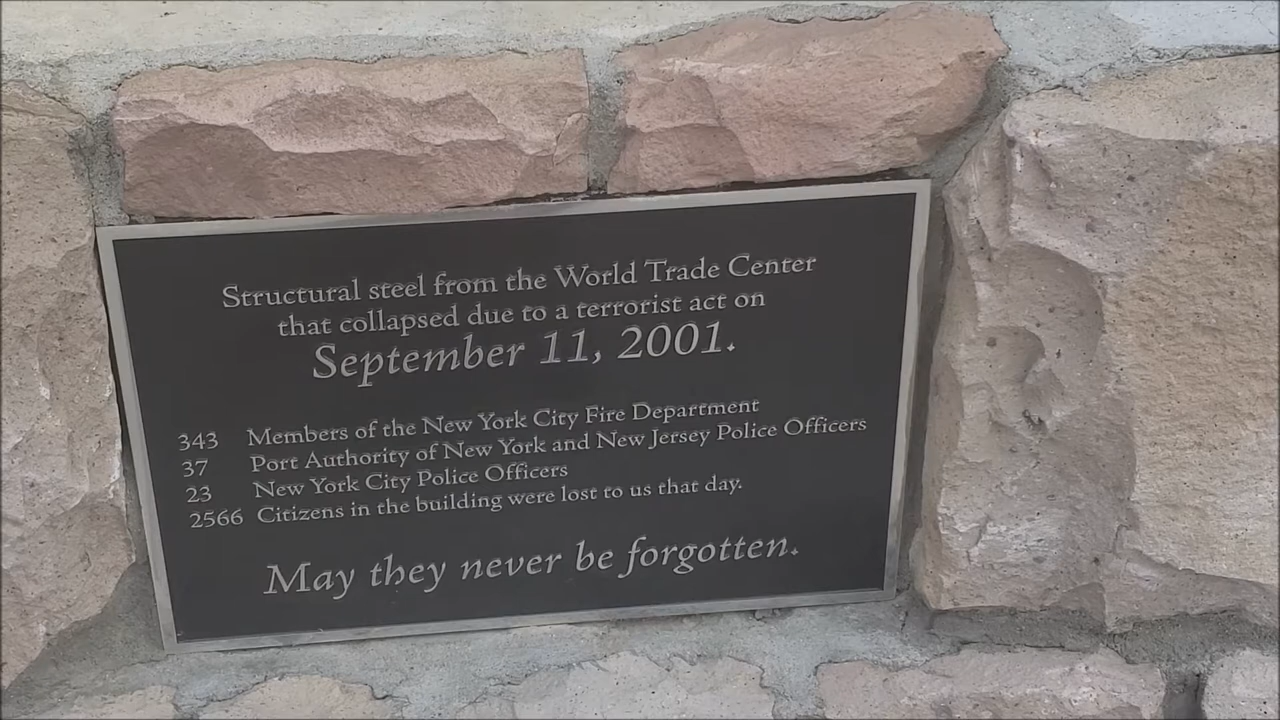 Structural steel from the World Trade Center
that collapsed due to a terrorist act on
September 11, 2001.
343 Members of the New York City Fire Department
37 Port Authority of New York and New Jersey Police Officers
23 New York City Police Officers
2566 Citizens in the building were lost to us that day.
May they never be forgotten.